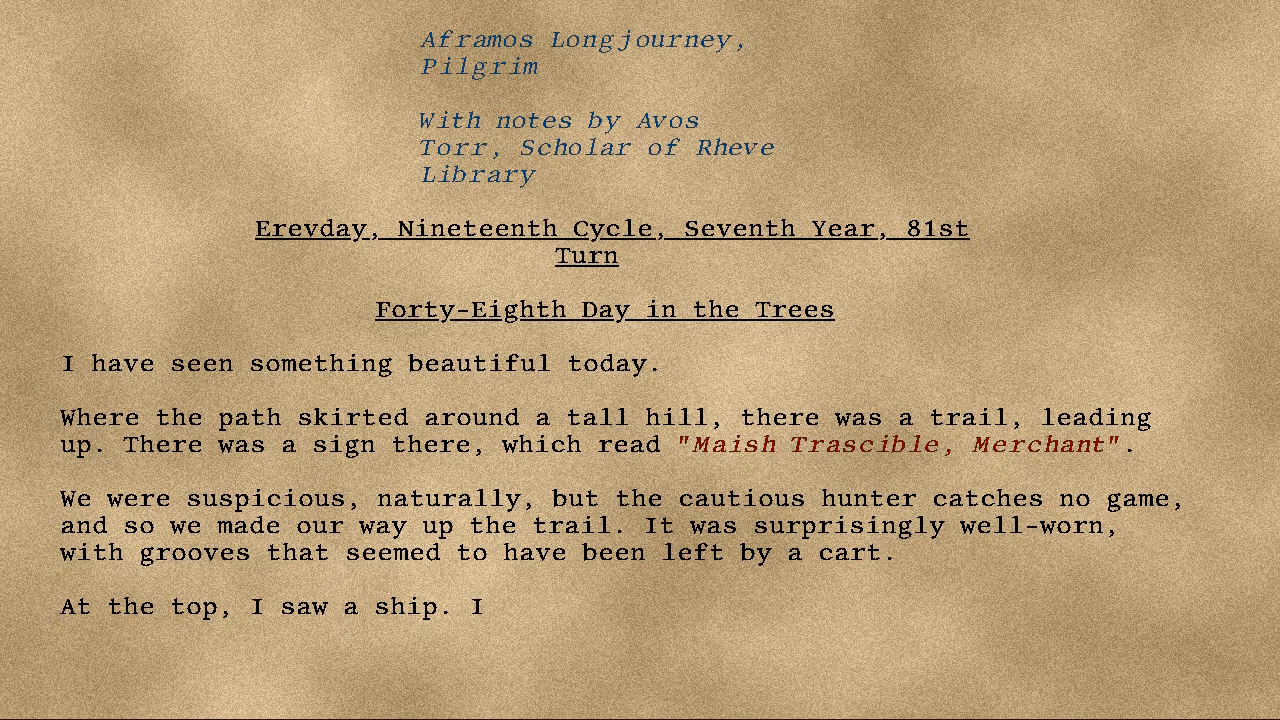 Aframos Longjourney,
Pilgrim
With notes by Avos
Torr, Scholar of Rheve
Library
Erevday, Nineteenth Cycle, Seventh Year, 81st
Turn
Forty-Eighth Day in the Trees
I have seen something beautiful today.
Where the path skirted around a tall hill, there was a trail, leading
up. There was a sign there, which read "Maish Trascible, Merchant".
We were suspicious, naturally, but the cautious hunter catches no game,
and so we made our way up the trail. It was surprisingly well-worn,
with grooves that seemed to have been left by a cart.
At the top, I saw a ship. I